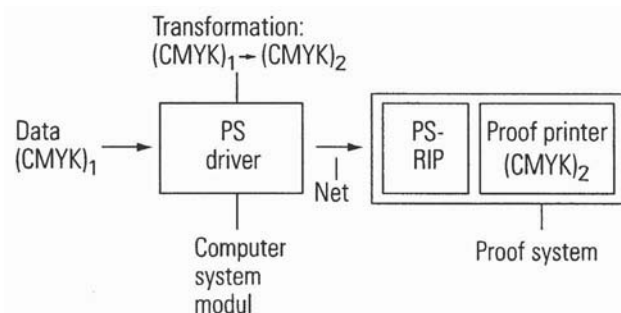 Transformation:
(CMYK)₁ → (CMYK)₂
Data
(CMYK)₁
PS
driver
Net
PS-
RIP
Proof printer
(CMYK)₂
Computer
system
modul
Proof system